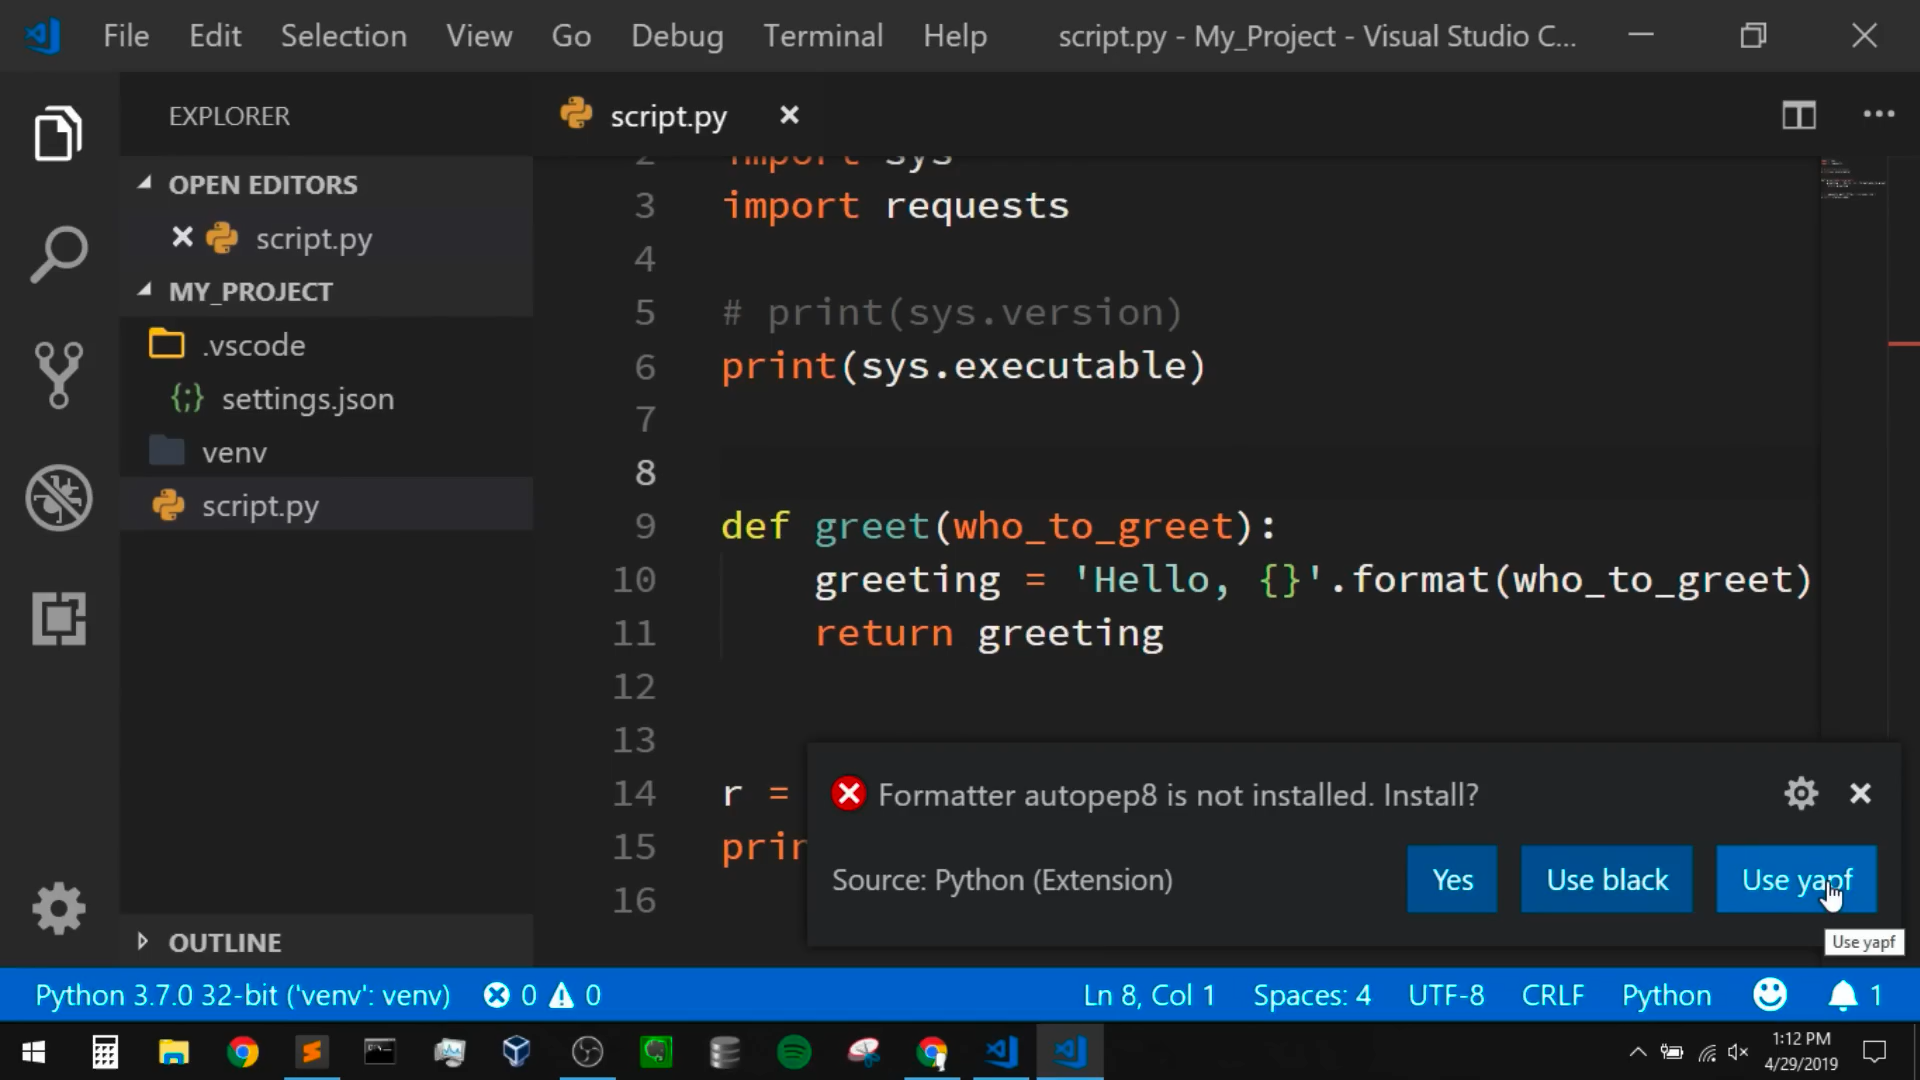 File Edit Selection View Go Debug Terminal Help script.py - My_Project - Visual Studio C...
EXPLORER
OPEN EDITORS
script.py
MY_PROJECT
.vscode
{;} settings.json
venv
script.py
OUTLINE
script.py
2 import sys
3 import requests
4
5 # print(sys.version)
6 print(sys.executable)
7
8
9 def greet(who_to_greet):
10 greeting = 'Hello, {}'.format(who_to_greet)
11 return greeting
12
13
14 r =
15 prin
16
Formatter autopep8 is not installed. Install?
Source: Python (Extension) Yes Use black Use yapf
Use yapf
Python 3.7.0 32-bit ('venv': venv) 0 0 Ln 8, Col 1 Spaces: 4 UTF-8 CRLF Python 1
1:12 PM
4/29/2019